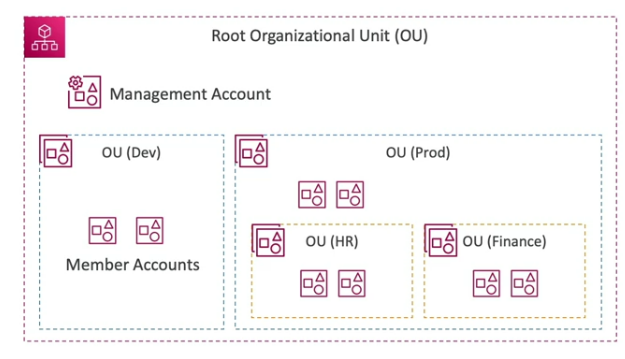 Root Organizational Unit (OU)
Management Account
OU (Dev)
OU (Prod)
Member Accounts
OU (HR)
OU (Finance)